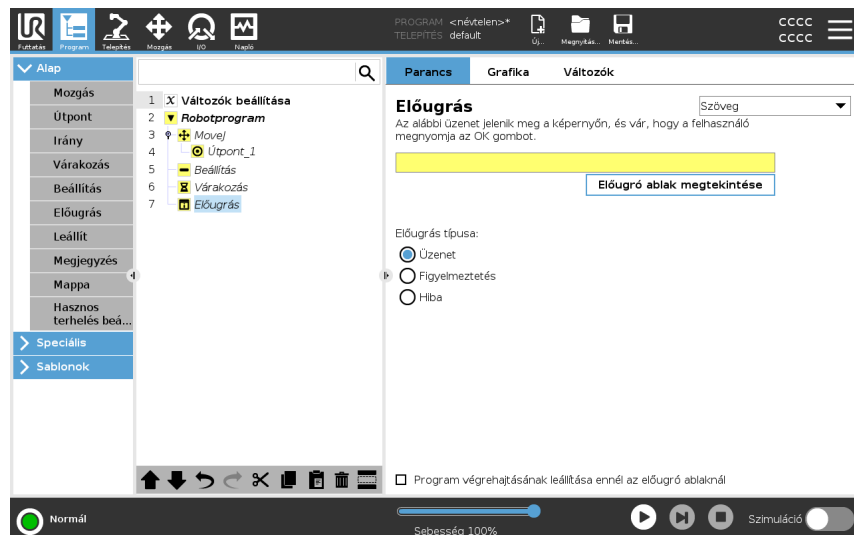 PROGRAM <névtelen>*
TELEPÍTÉS default
CCCC
CCCC
Futtatás Program Telepítés Mozgás I/O Napló Új... Megnyitás... Mentés...
Alap
Mozgás
Útpont
Irány
Várakozás
Beállítás
Előugrás
Leállít
Megjegyzés
Mappa
Hasznos
terhelés beá...
Speciális
Sablonok
1 X Változók beállítása
2 Robotprogram
3 MoveJ
4 Útpont_1
5 Beállítás
6 Várakozás
7 Előugrás
Parancs Grafika Változók
Előugrás
Szöveg
Az alábbi üzenet jelenik meg a képernyőn, és vár, hogy a felhasználó
megnyomja az OK gombot.
Előugró ablak megtekintése
Előugrás típusa:
Üzenet
Figyelmeztetés
Hiba
Program végrehajtásának leállítása ennél az előugró ablaknál
Normál
Sebesség 100%
Szimuláció